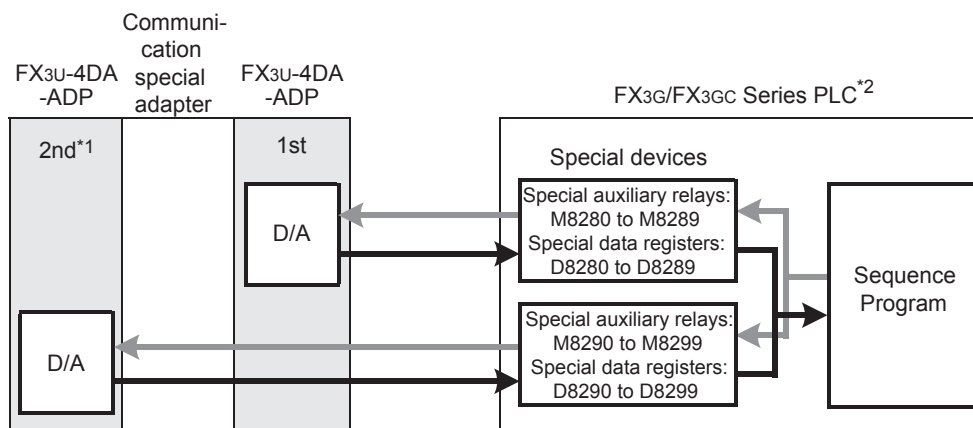 Communi-
cation
special
adapter
FX3U-4DA
-ADP
FX3U-4DA
-ADP
FX3G/FX3GC Series PLC*2
2nd*1
1st
Special devices
D/A
Special auxiliary relays:
M8280 to M8289
Special data registers:
D8280 to D8289
Sequence
Program
D/A
Special auxiliary relays:
M8290 to M8299
Special data registers:
D8290 to D8299